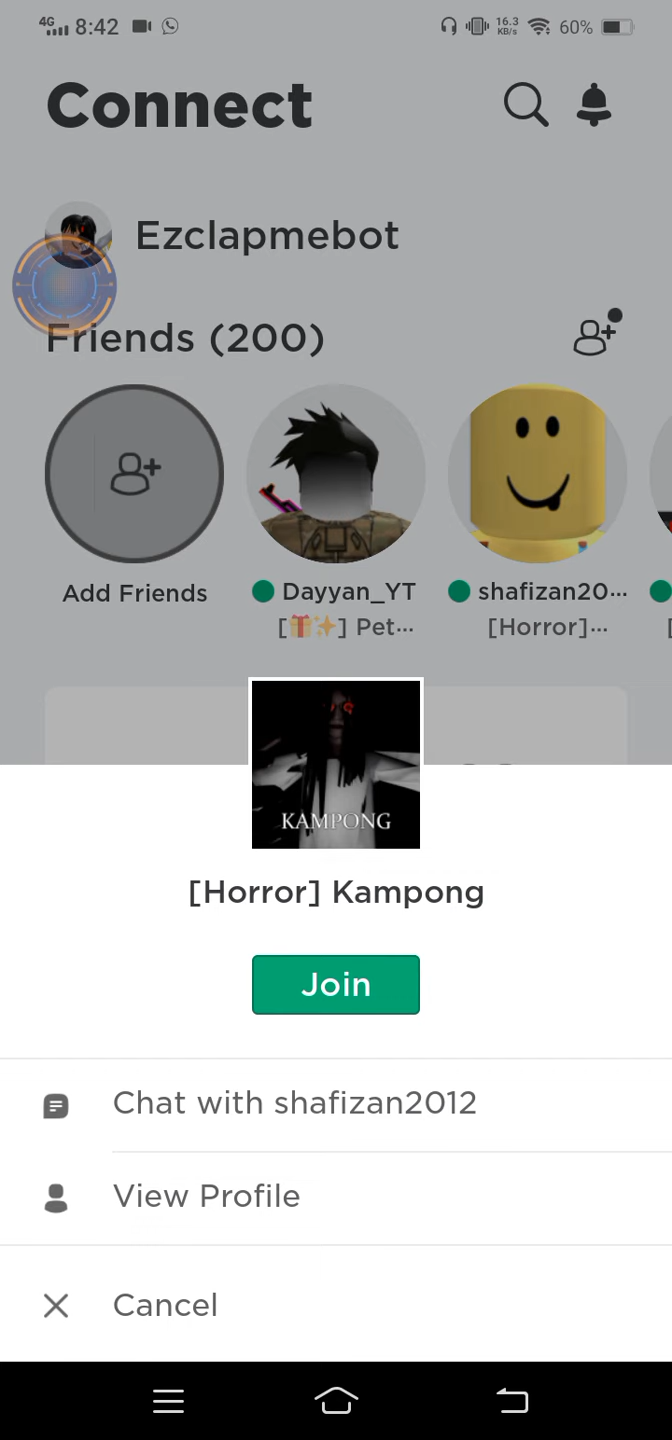 4G 8:42 16.3 KB/s 60%
Connect
Ezclapmebot
Friends (200)
Add Friends
Dayyan_YT
shafizan20...
[🎁✨] Pet...
[Horror]...
[
KAMPONG
[Horror] Kampong
Join
Chat with shafizan2012
View Profile
Cancel